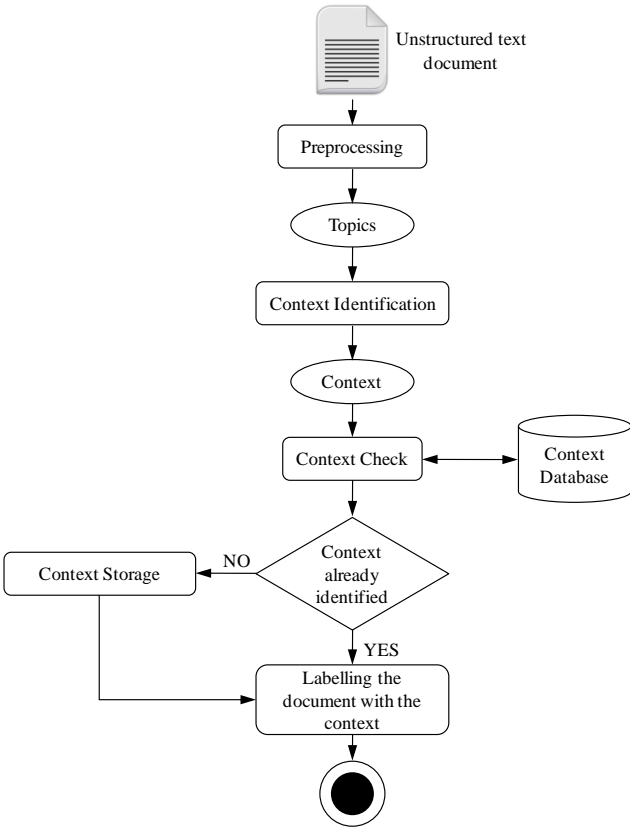 Unstructured text
document
Preprocessing
Topics
Context Identification
Context
Context Check
Context
Database
Context
already
identified
NO
Context Storage
YES
Labelling the
document with the
context